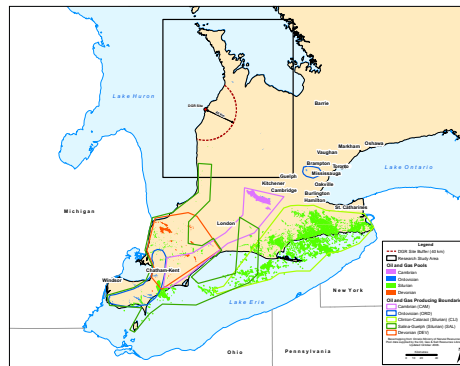 Lake Huron
Barrie
DGR Site
Oshawa
Markham
Vaughan
Brampton
Toronto
Mississauga
Lake Ontario
Guelph
Kitchener
Cambridge
Oakville
Burlington
Hamilton
St. Catharines
Michigan
London
Chatham-Kent
Windsor
Lake Erie
New York
Ohio
Pennsylvania
Legend
DGR Site Buffer (40 km)
Research Study Area
Oil and Gas Pools
Cambrian
Ordovician
Silurian
Devonian
Oil and Gas Producing Boundarie
Cambrian (CAM)
Ordovician (ORD)
Clinton-Cataract (Silurian) (CLI)
Salina-Guelph (Silurian) (SAL)
Devonian (DEV)